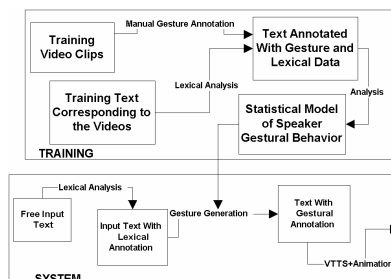 Manual Gesture Annotation
Training
Video Clips
Text Annotated
With Gesture and
Lexical Data
Lexical Analysis
Analysis
Training Text
Corresponding to
the Videos
Statistical Model
of Speaker
Gestural Behavior
TRAINING
Lexical Analysis
Free Input
Text
Input Text With
Lexical
Annotation
Gesture Generation
Text With
Gestural
Annotation
VTTS+Animation
SYSTEM